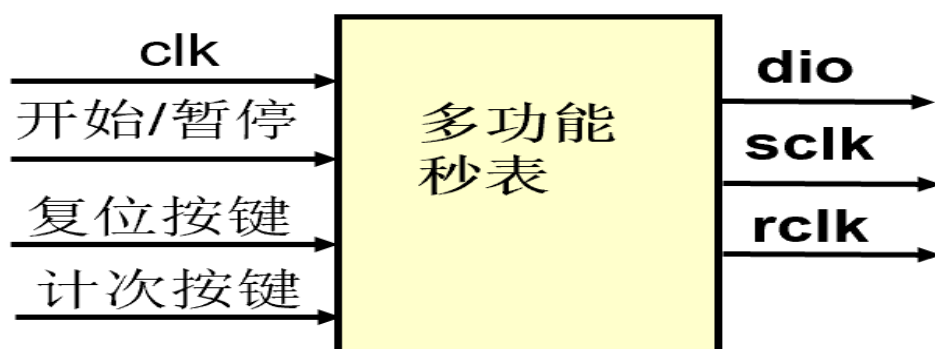 clk
开始/暂停
复位按键
计次按键
多功能
秒表
dio
sclk
rclk